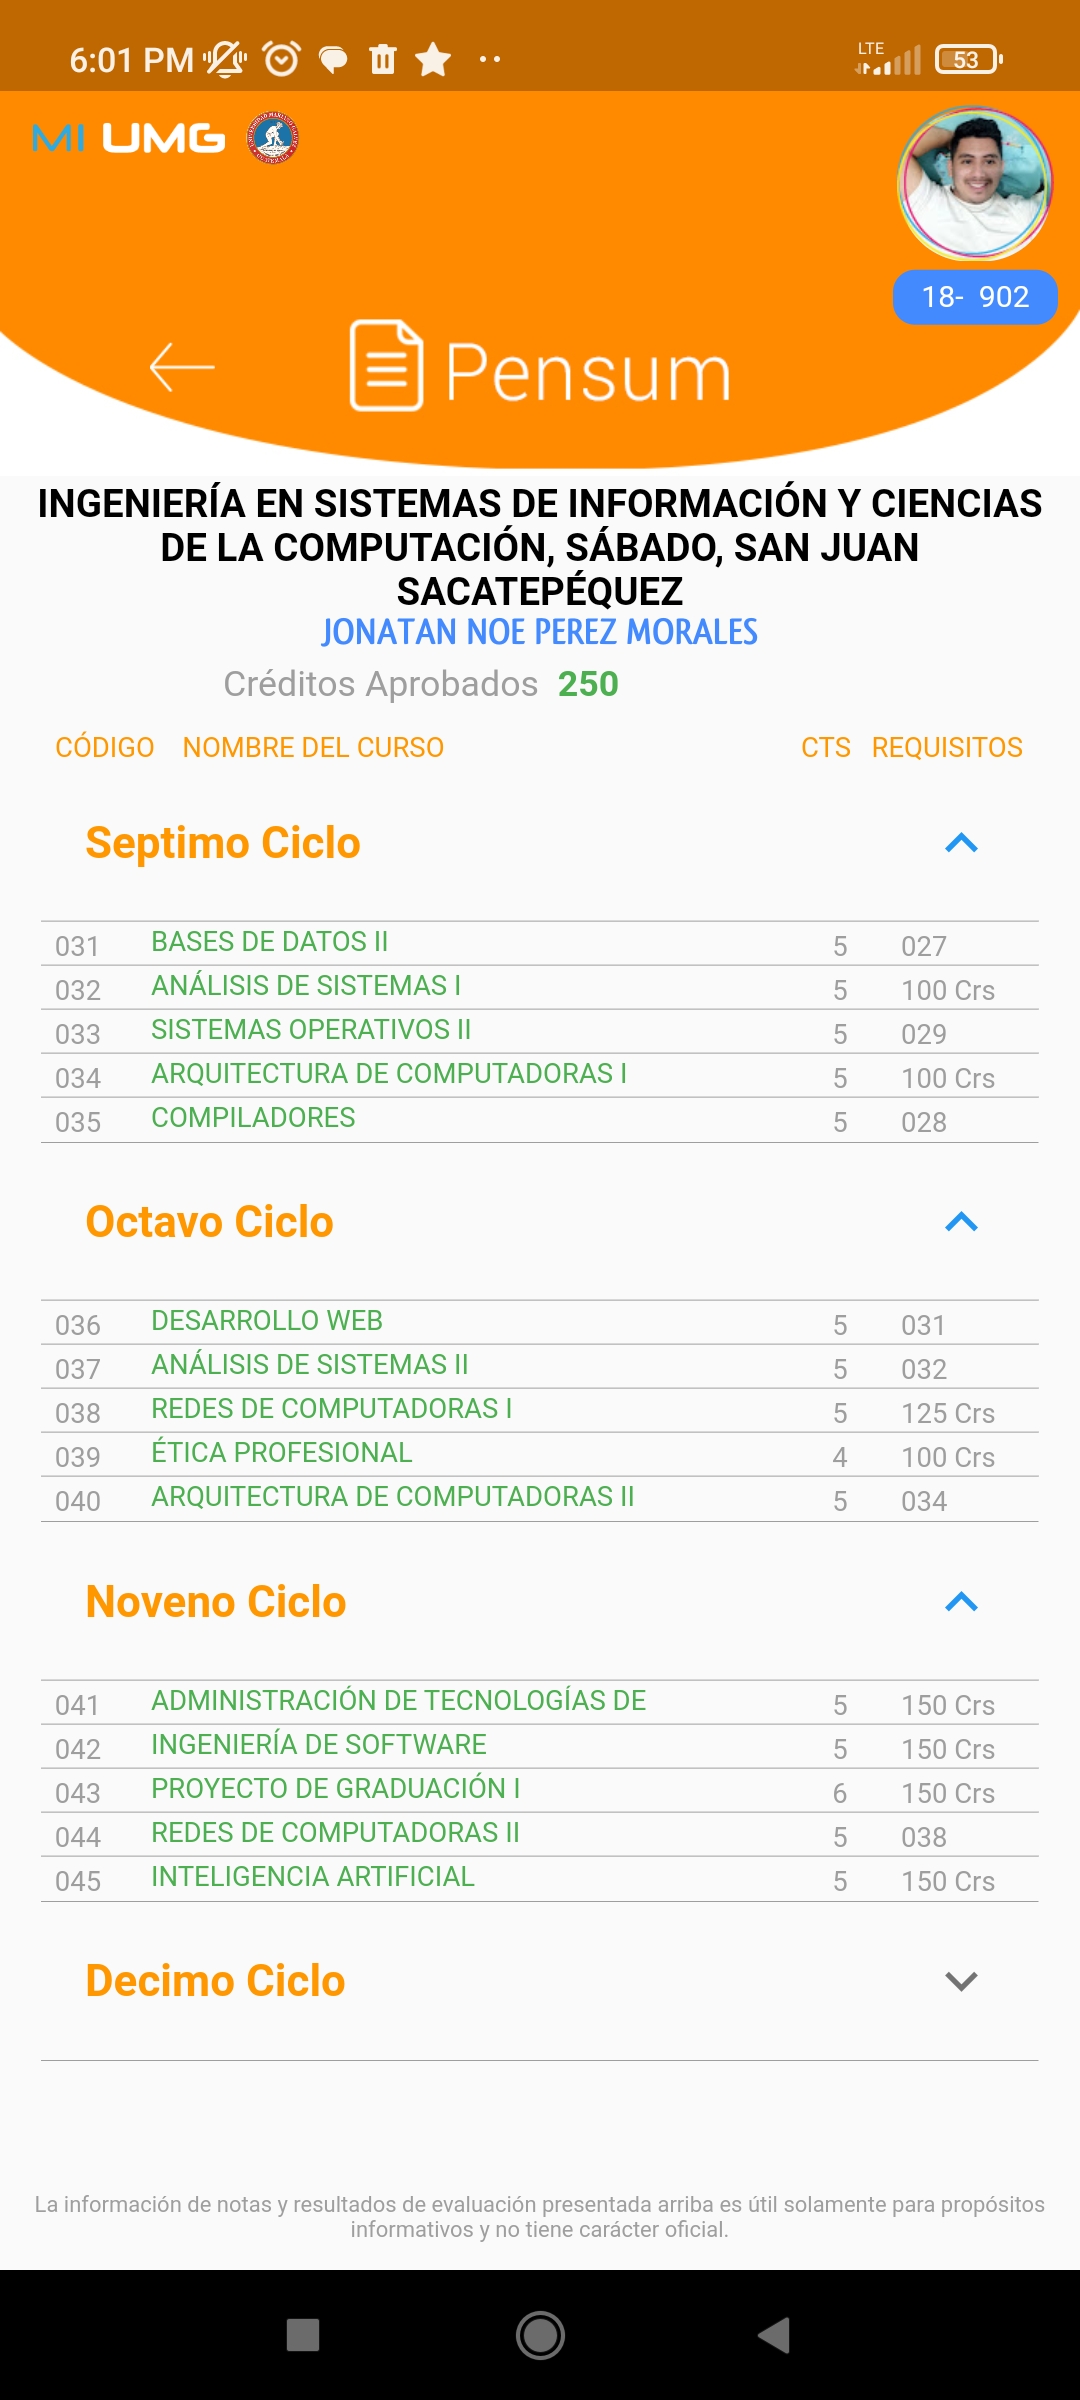 6:01 PM
LTE
53
MI UMG
18- 902
Pensum
INGENIERÍA EN SISTEMAS DE INFORMACIÓN Y CIENCIAS
DE LA COMPUTACIÓN, SÁBADO, SAN JUAN
SACATEPÉQUEZ
JONATAN NOE PEREZ MORALES
Créditos Aprobados 250
CÓDIGO NOMBRE DEL CURSO CTS REQUISITOS
Septimo Ciclo
031 BASES DE DATOS II 5 027
032 ANÁLISIS DE SISTEMAS I 5 100 Crs
033 SISTEMAS OPERATIVOS II 5 029
034 ARQUITECTURA DE COMPUTADORAS I 5 100 Crs
035 COMPILADORES 5 028
Octavo Ciclo
036 DESARROLLO WEB 5 031
037 ANÁLISIS DE SISTEMAS II 5 032
038 REDES DE COMPUTADORAS I 5 125 Crs
039 ÉTICA PROFESIONAL 4 100 Crs
040 ARQUITECTURA DE COMPUTADORAS II 5 034
Noveno Ciclo
041 ADMINISTRACIÓN DE TECNOLOGÍAS DE 5 150 Crs
042 INGENIERÍA DE SOFTWARE 5 150 Crs
043 PROYECTO DE GRADUACIÓN I 6 150 Crs
044 REDES DE COMPUTADORAS II 5 038
045 INTELIGENCIA ARTIFICIAL 5 150 Crs
Decimo Ciclo
La información de notas y resultados de evaluación presentada arriba es útil solamente para propósitos
informativos y no tiene carácter oficial.